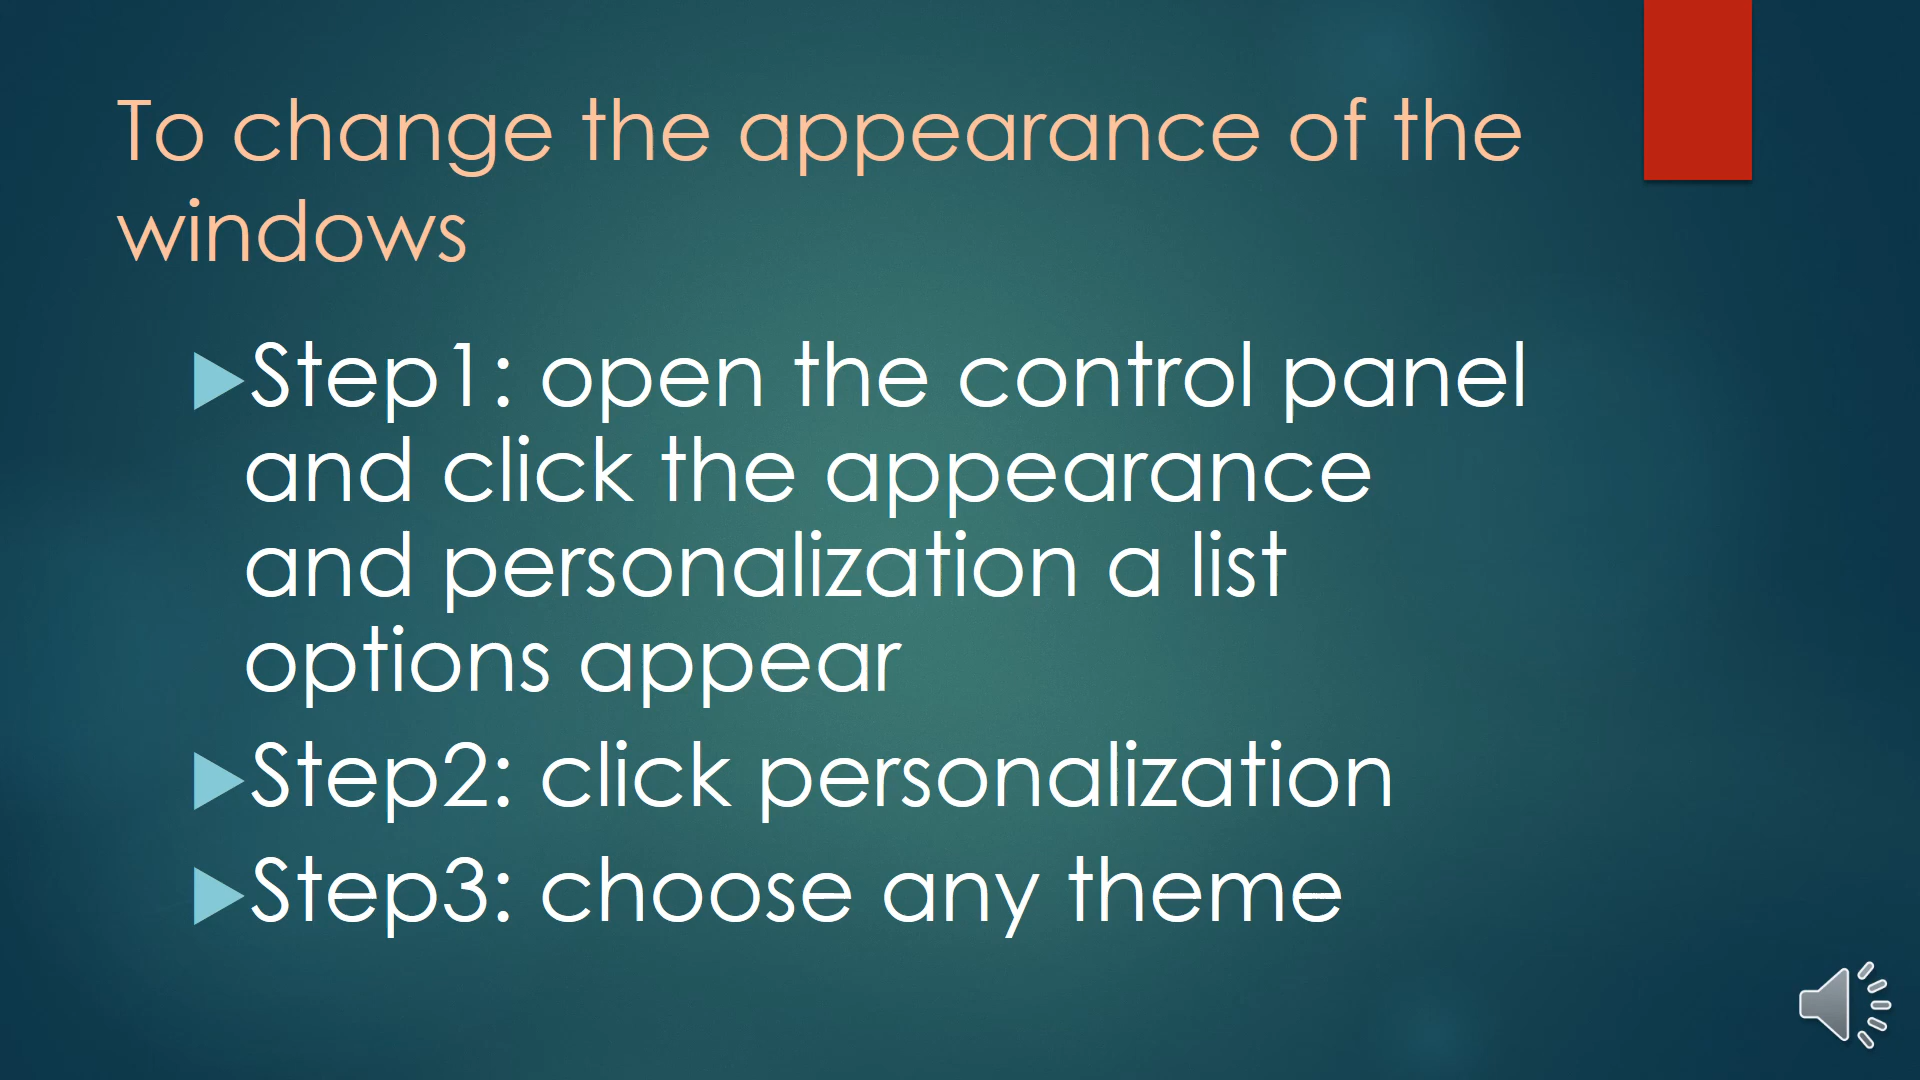 To change the appearance of the
windows
Step1: open the control panel
and click the appearance
and personalization a list
options appear
Step2: click personalization
Step3: choose any theme